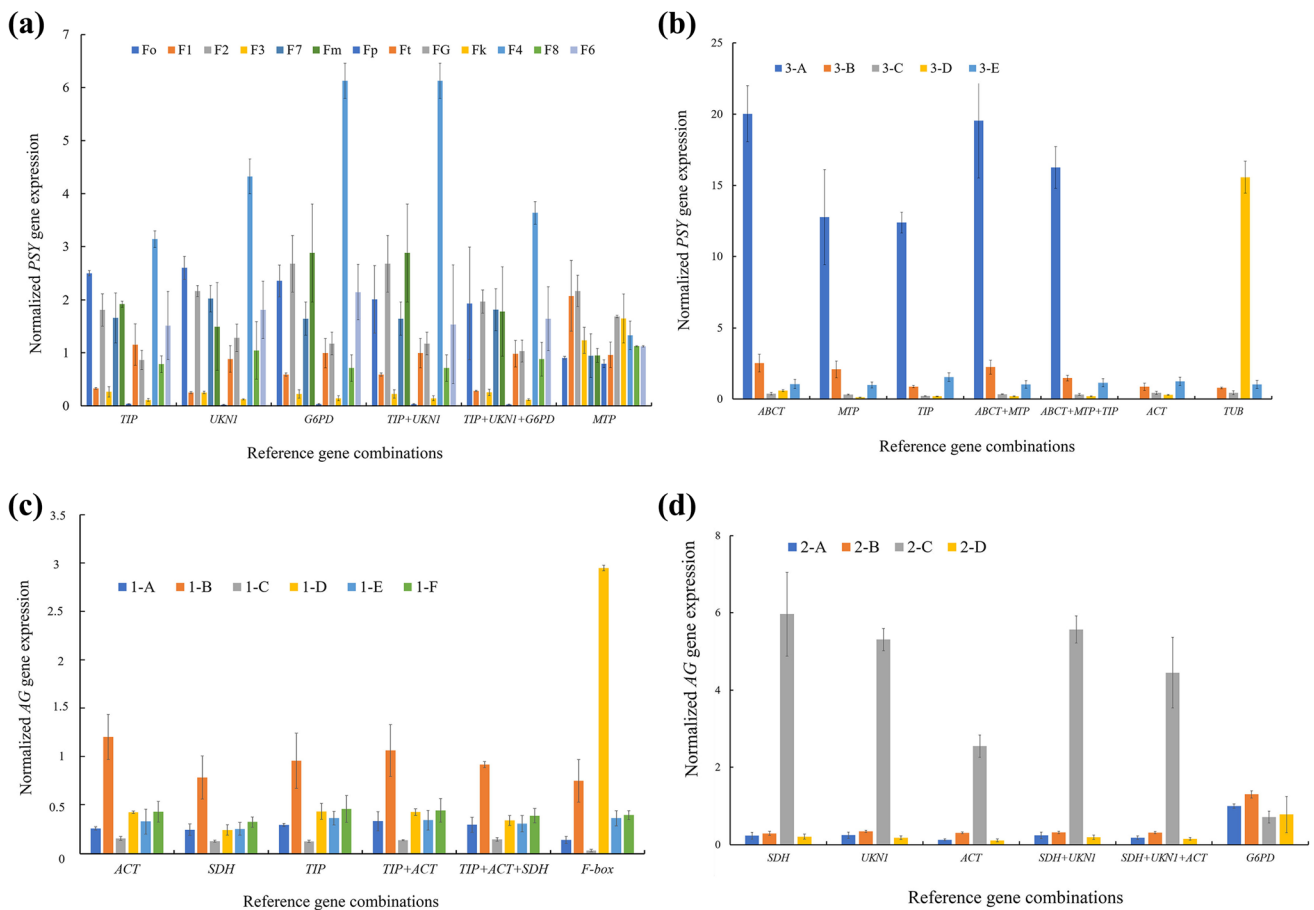 (a)
Fo F1 F2 F3 F7 Fm Fp Ft FG Fk F4 F8 F6
Normalized PSY gene expression
7
6
5
4
3
2
1
0
TIP UKN1 G6PD TIP+UKN1 TIP+UKN1+G6PD MTP
Reference gene combinations
(b)
3-A 3-B 3-C 3-D 3-E
Normalized PSY gene expression
25
20
15
10
5
0
ABCT MTP TIP ABCT+MTP ABCT+MTP+TIP ACT TUB
Reference gene combinations
(c)
1-A 1-B 1-C 1-D 1-E 1-F
Normalized AG gene expression
3.5
3
2.5
2
1.5
1
0.5
0
ACT SDH TIP TIP+ACT TIP+ACT+SDH F-box
Reference gene combinations
(d)
2-A 2-B 2-C 2-D
Normalized AG gene expression
8
6
4
2
0
SDH UKN1 ACT SDH+UKN1 SDH+UKN1+ACT G6PD
Reference gene combinations